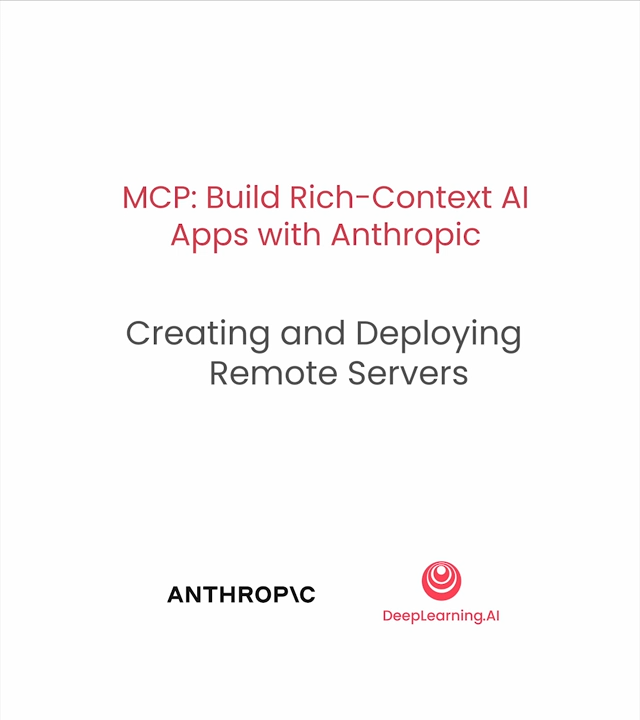 MCP: Build Rich-Context AI
Apps with Anthropic
Creating and Deploying
Remote Servers
ANTHROP\C
DeepLearning.AI